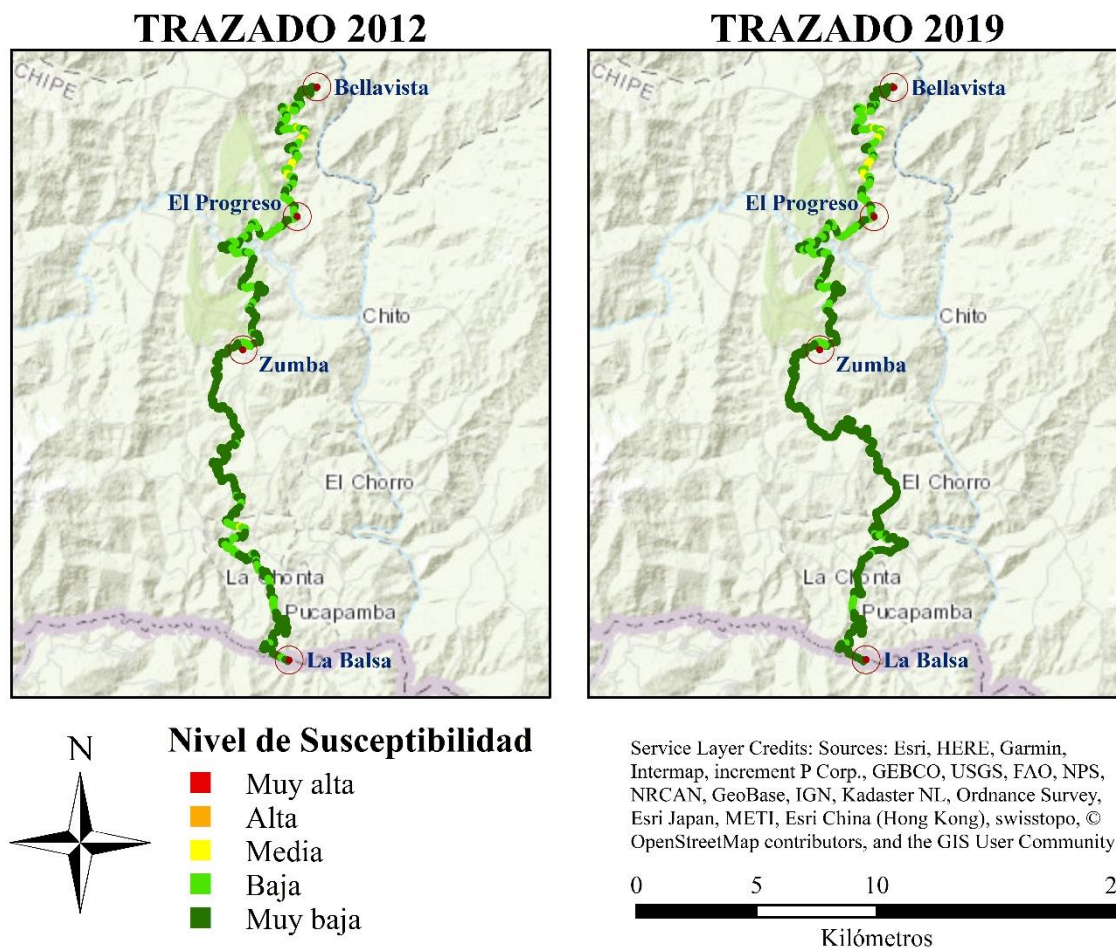 TRAZADO 2012
CHIPE
Bellavista
El Progreso
Chito
Zumba
El Chorro
La Chonta
Pucapamba
La Balsa
TRAZADO 2019
CHIPE
Bellavista
El Progreso
Chito
Zumba
El Chorro
La Chonta
Pucapamba
La Balsa
N
Nivel de Susceptibilidad
Muy alta
Alta
Media
Baja
Muy baja
Service Layer Credits: Sources: Esri, HERE, Garmin,
Intermap, increment P Corp., GEBCO, USGS, FAO, NPS,
NRCAN, GeoBase, IGN, Kadaster NL, Ordnance Survey,
Esri Japan, METI, Esri China (Hong Kong), swisstopo, ©
OpenStreetMap contributors, and the GIS User Community
0 5 10 2
Kilómetros